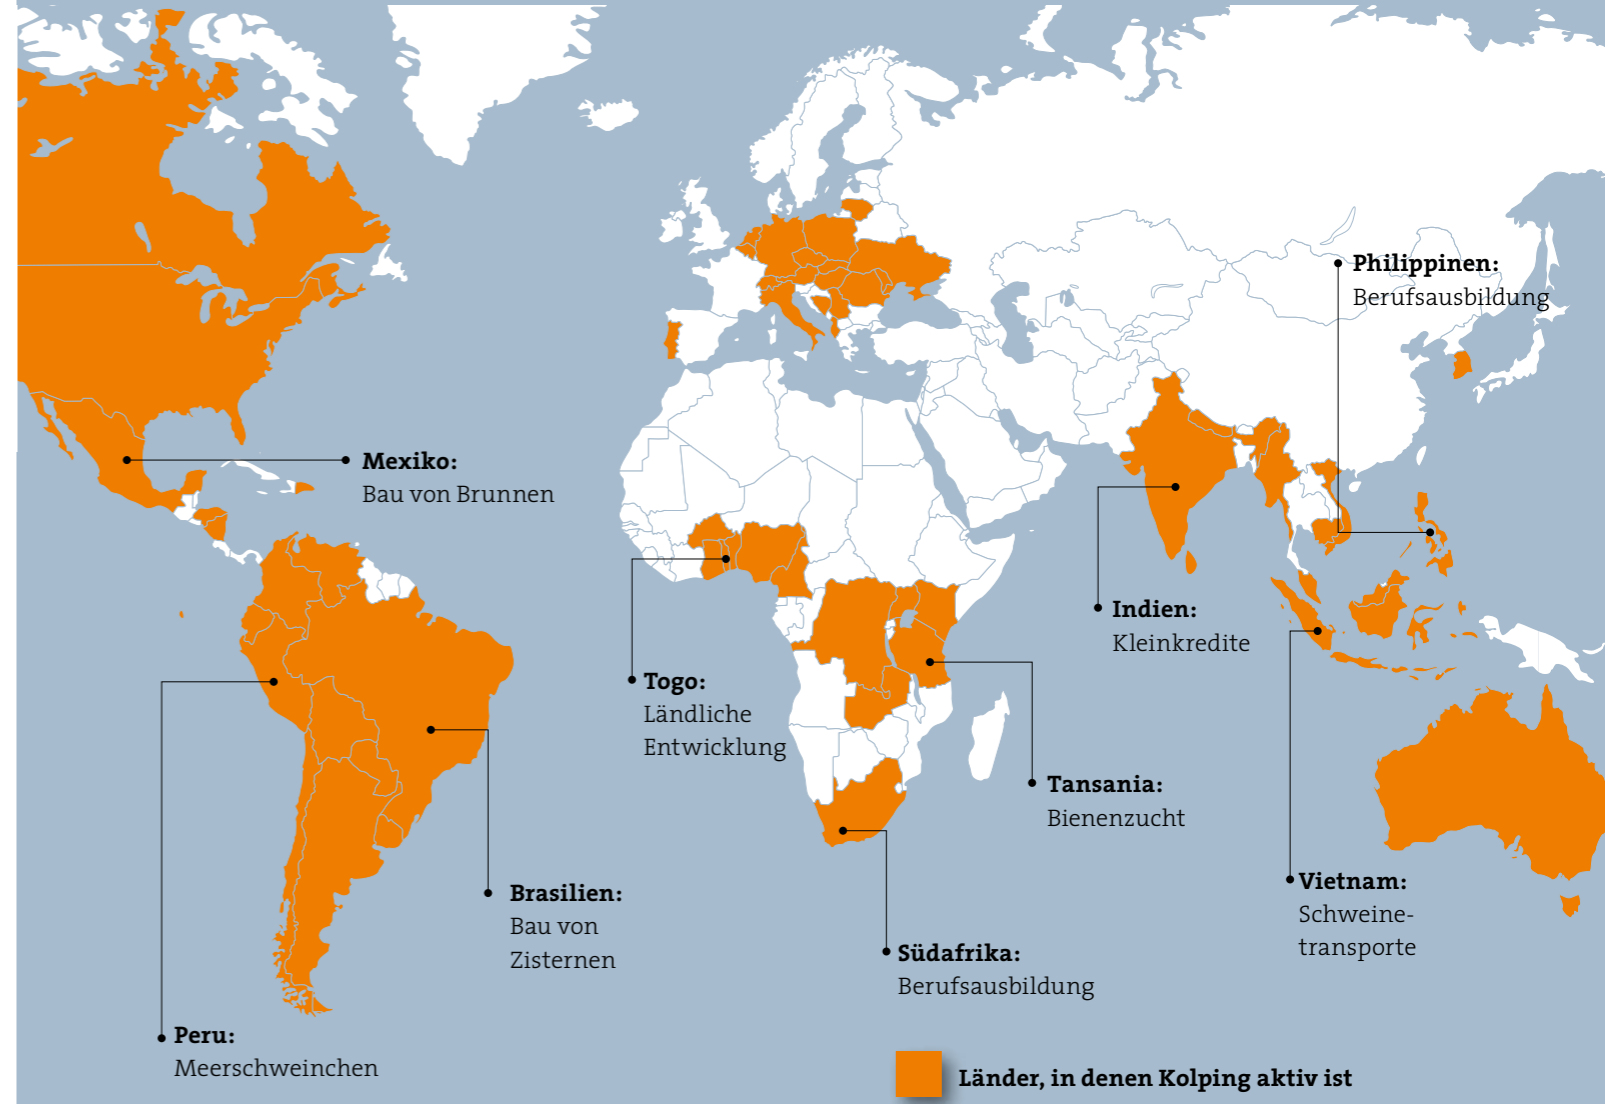 Philippinen:
Berufsausbildung
Mexiko:
Bau von Brunnen
Indien:
Kleinkredite
Togo:
Ländliche
Entwicklung
Tansania:
Bienenzucht
Brasilien:
Bau von
Zisternen
Vietnam:
Schweine-
transporte
Südafrika:
Berufsausbildung
Peru:
Meerschweinchen
Länder, in denen Kolping aktiv ist